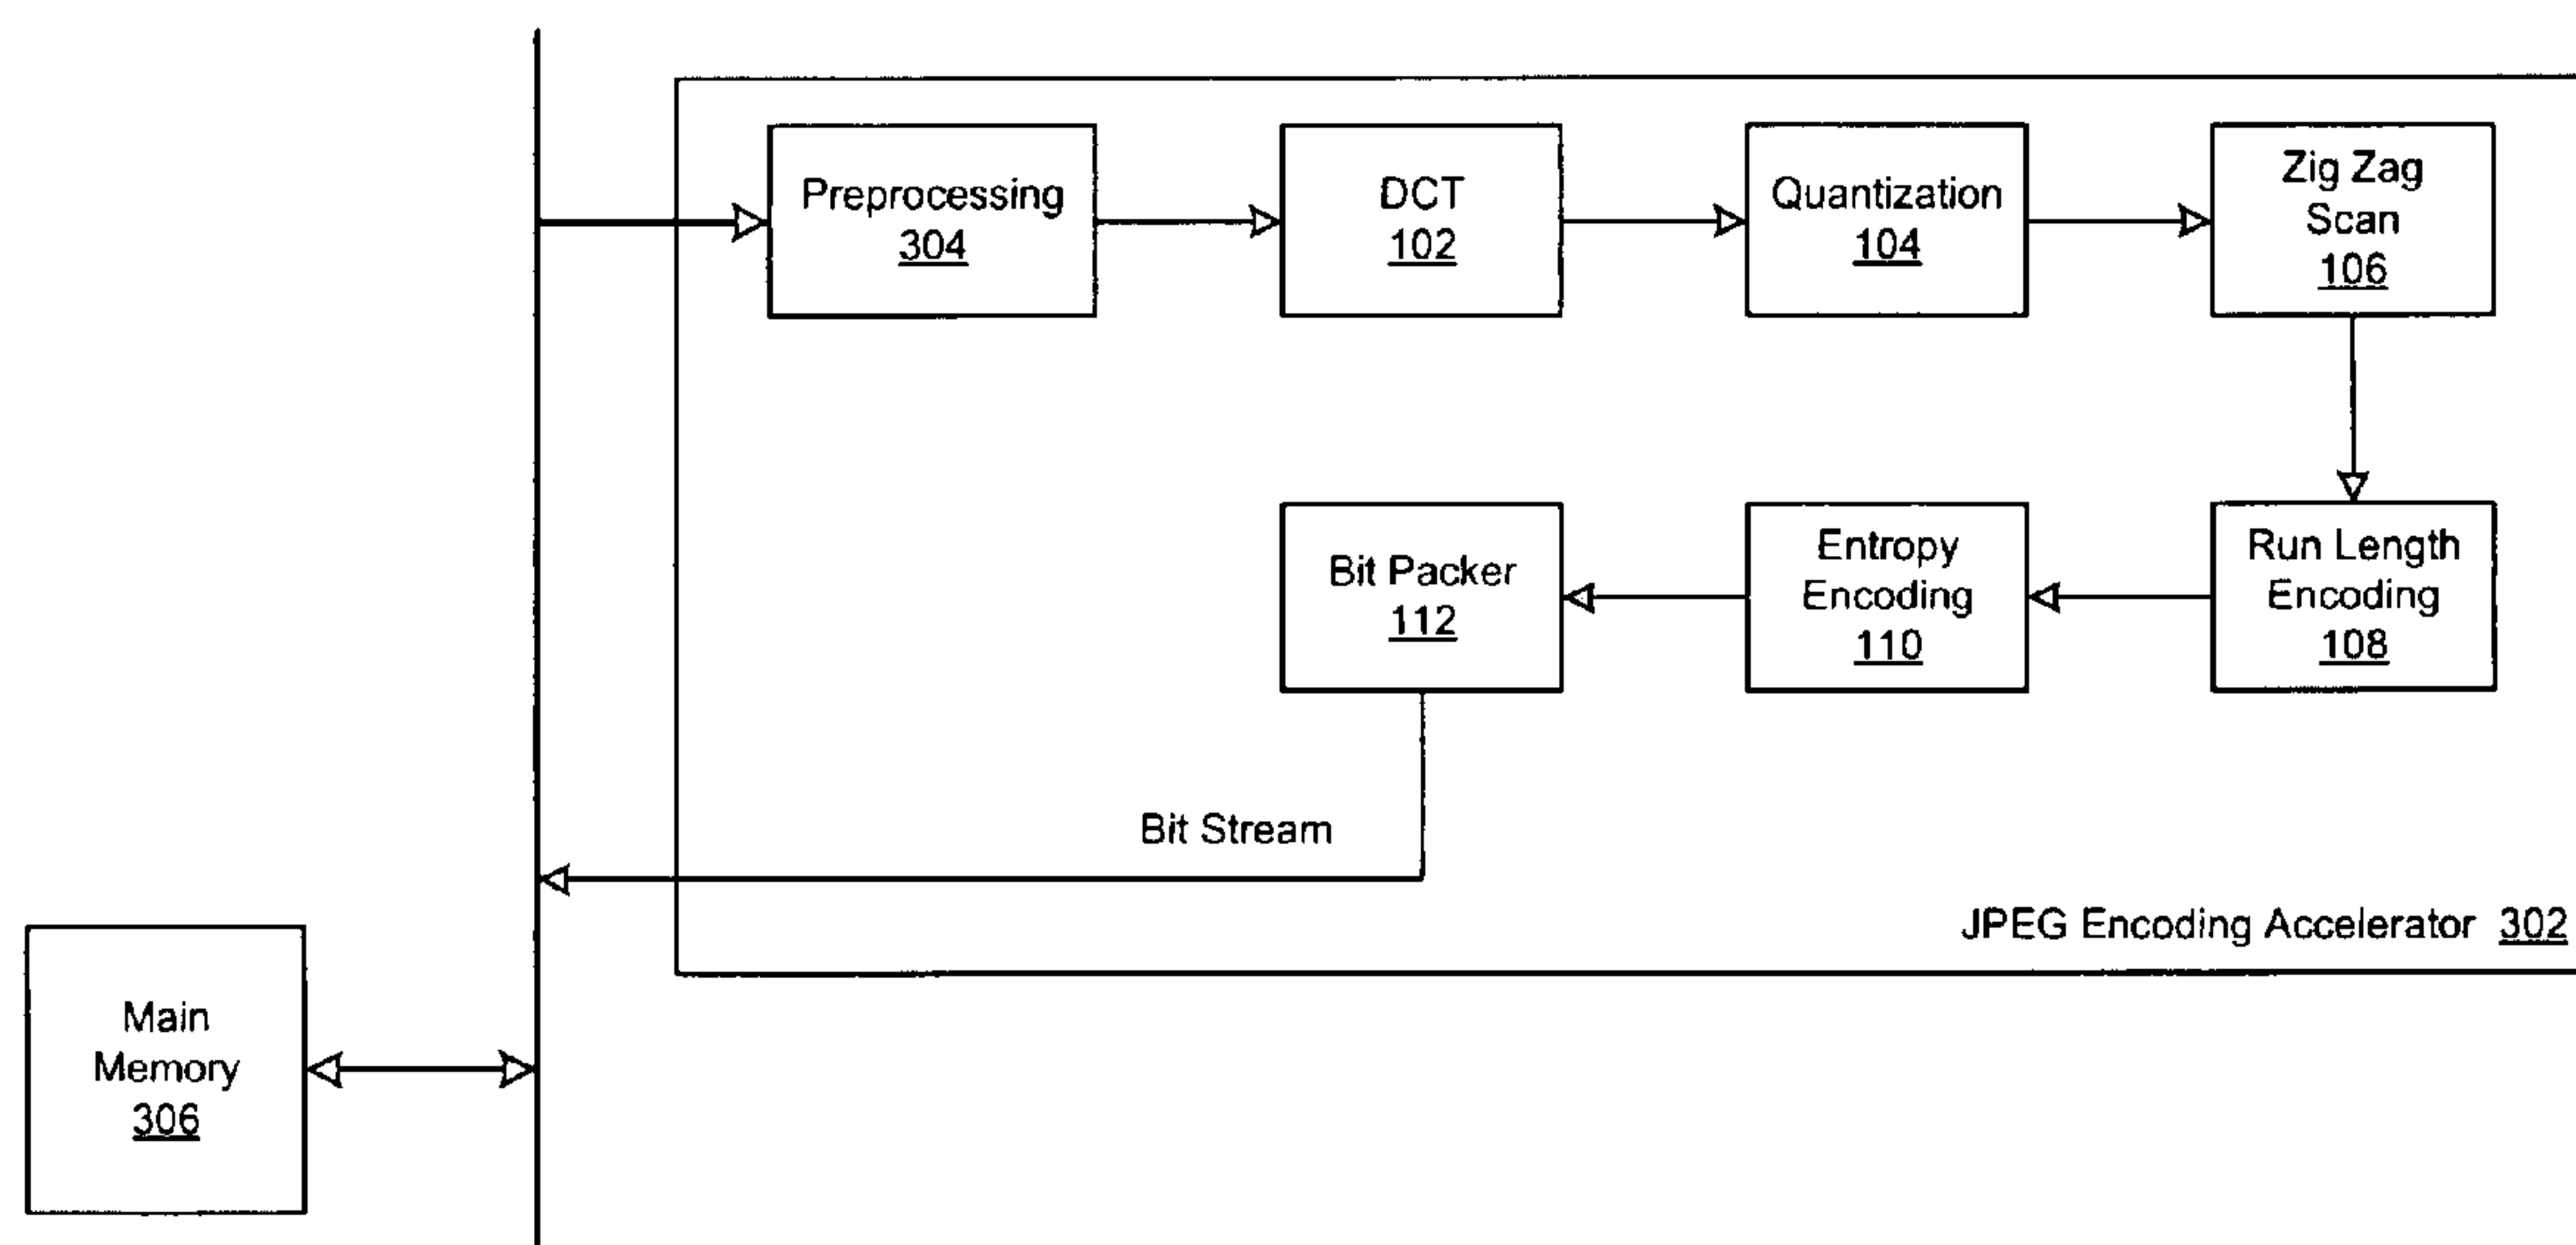 Preprocessing
304
DCT
102
Quantization
104
Zig Zag
Scan
106
Bit Packer
112
Entropy
Encoding
110
Run Length
Encoding
108
Bit Stream
JPEG Encoding Accelerator 302
Main
Memory
306